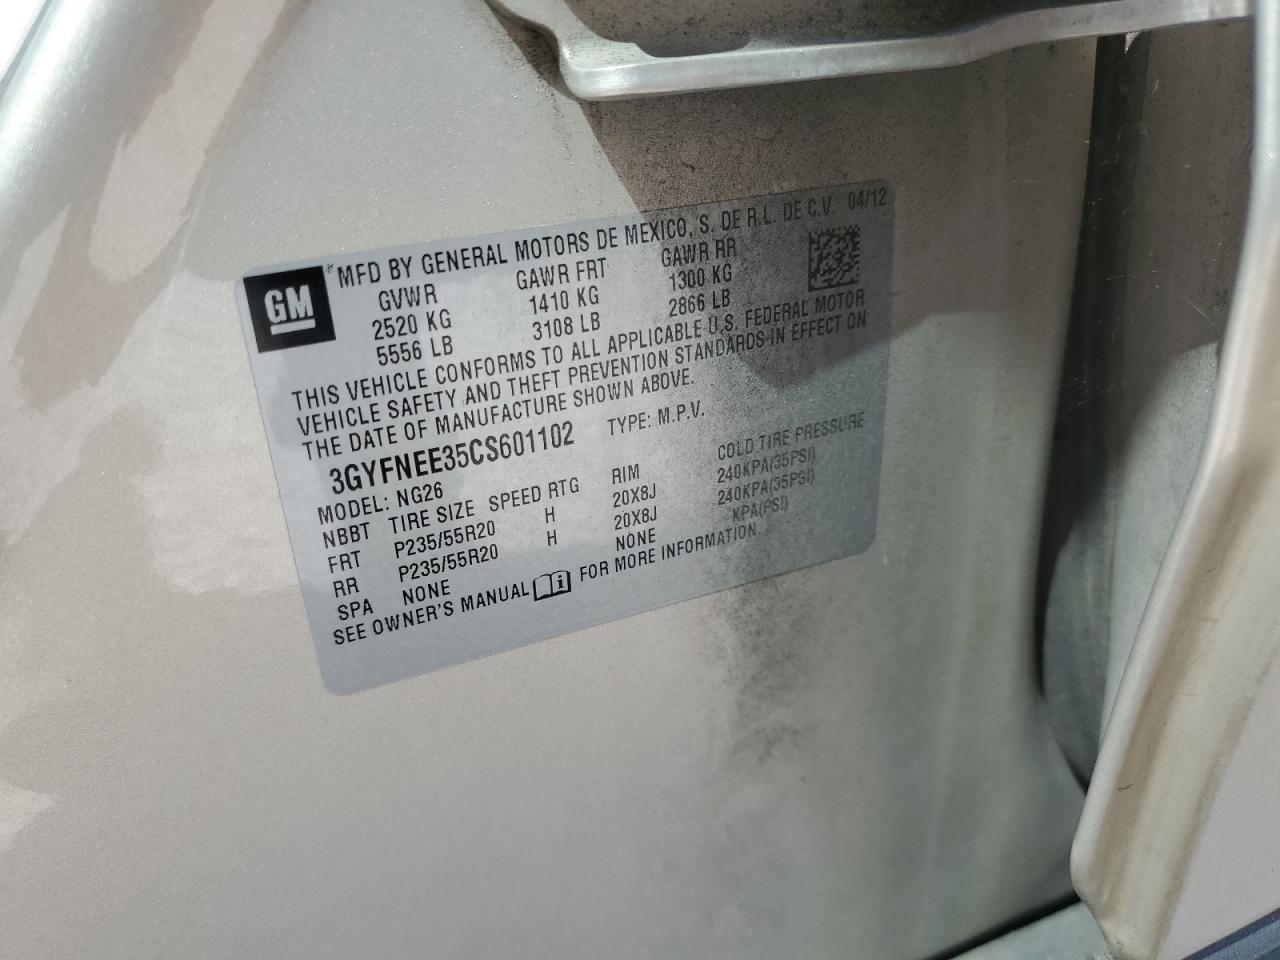 GM
MFD BY GENERAL MOTORS DE MEXICO, S. DE R.L. DE C.V. 04/12
GVWR GAWR FRT GAWR RR
2520 KG 1410 KG 1300 KG
5556 LB 3108 LB 2866 LB
THIS VEHICLE CONFORMS TO ALL APPLICABLE U.S. FEDERAL MOTOR
VEHICLE SAFETY AND THEFT PREVENTION STANDARDS IN EFFECT ON
THE DATE OF MANUFACTURE SHOWN ABOVE.
3GYFNEE35CS601102 TYPE: M.P.V.
MODEL: NG26
NBBT TIRE SIZE SPEED RTG RIM COLD TIRE PRESSURE
FRT P235/55R20 H 20X8J 240KPA(35PSI)
RR P235/55R20 H 20X8J 240KPA(35PSI)
SPA NONE NONE KPA(PSI)
SEE OWNER'S MANUAL FOR MORE INFORMATION.